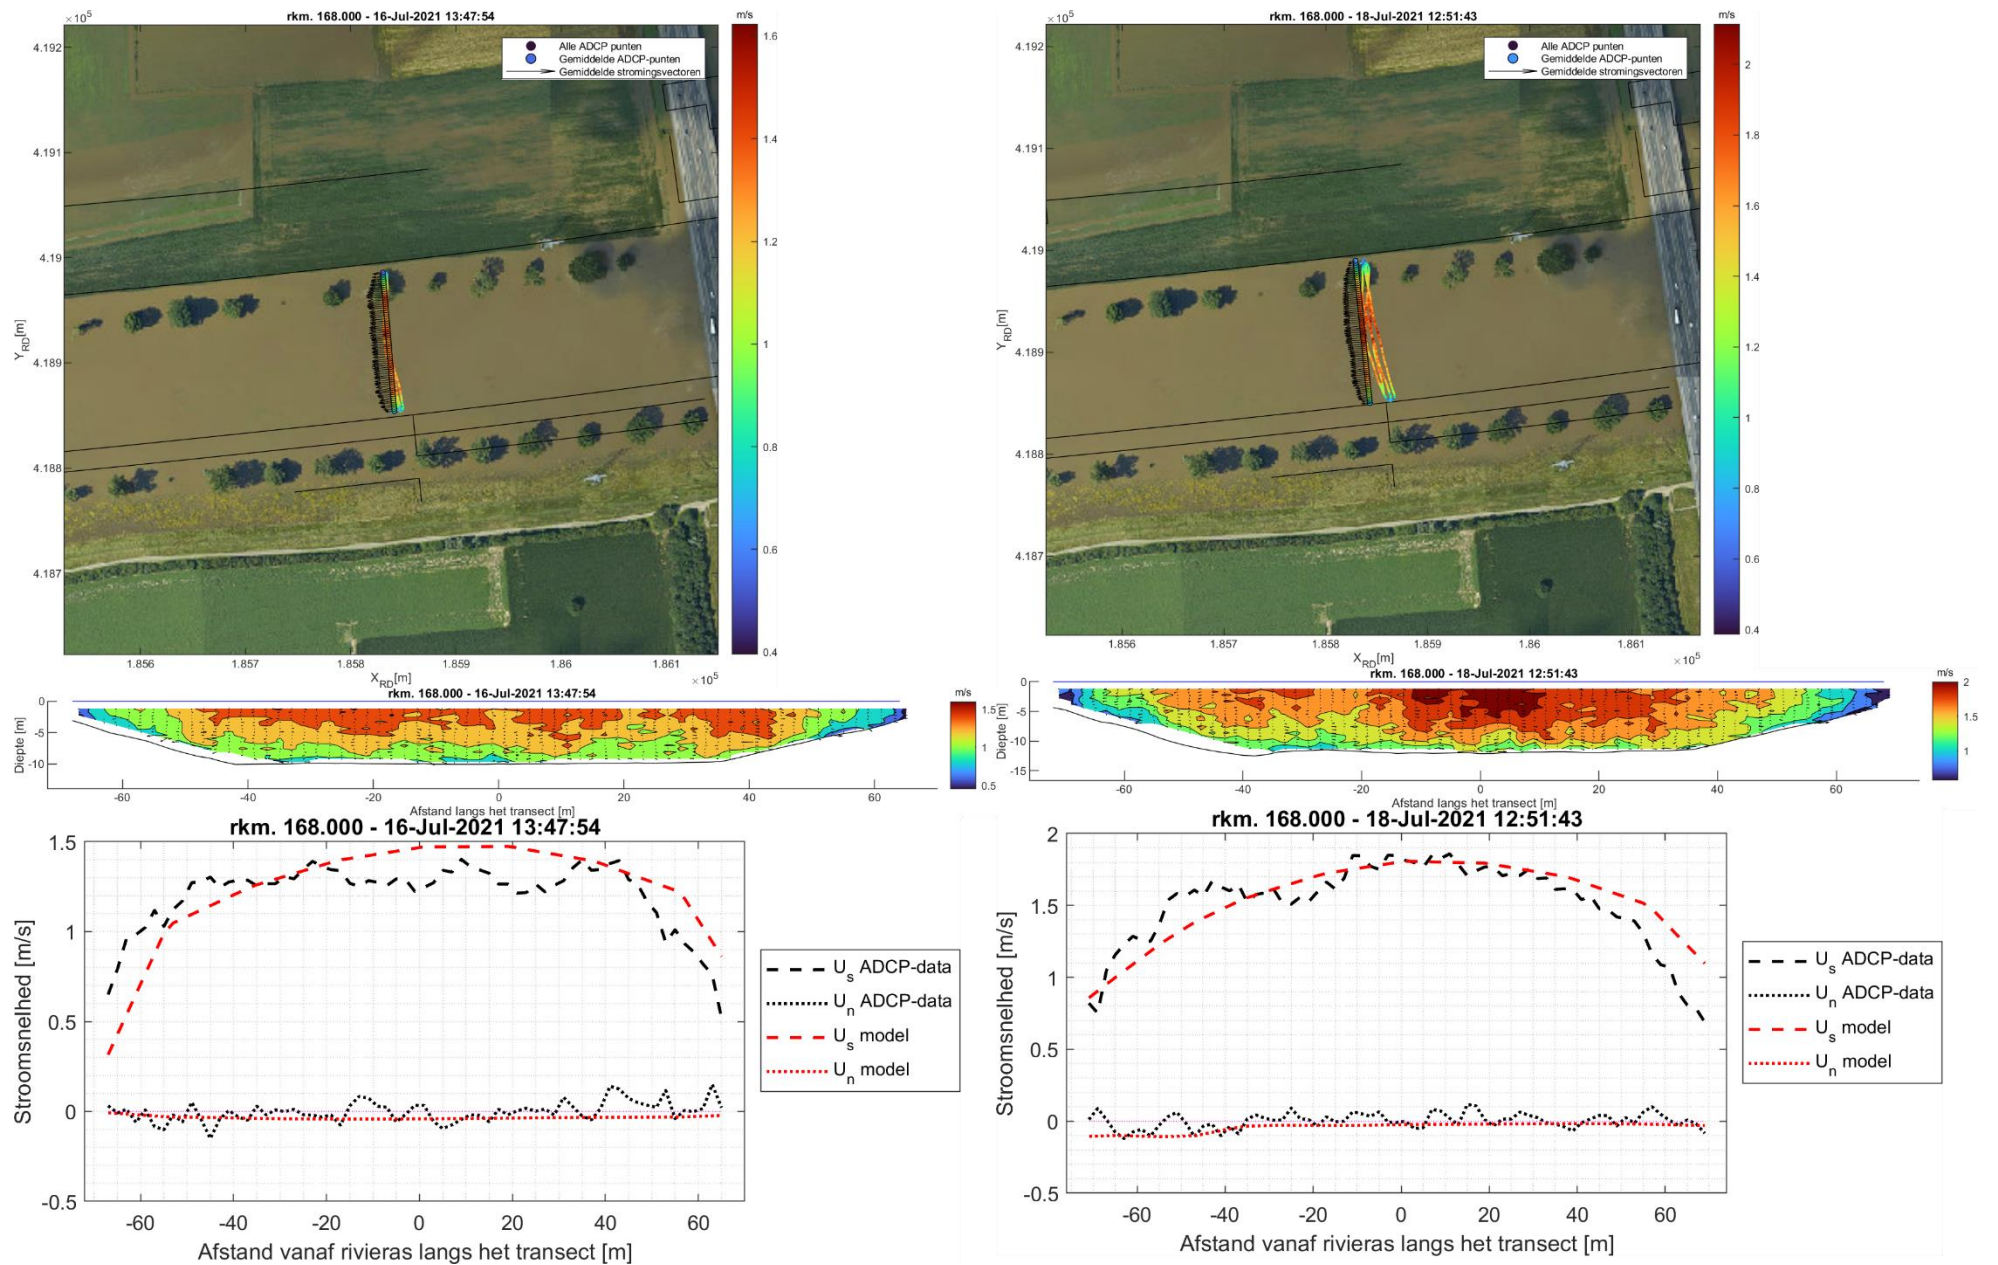 rkm. 168.000 - 16-Jul-2021 13:47:54
×10⁵
m/s
Alle ADCP punten
Gemiddelde ADCP-punten
Gemiddelde stromingsvectoren
4.192
4.191
4.19
4.189
4.188
4.187
Y_RD[m]
1.856
1.857
1.858
1.859
1.86
1.861
X_RD[m]
×10⁵
1.6
1.4
1.2
1
0.8
0.6
0.4
rkm. 168.000 - 18-Jul-2021 12:51:43
×10⁵
m/s
Alle ADCP punten
Gemiddelde ADCP-punten
Gemiddelde stromingsvectoren
4.192
4.191
4.19
4.189
4.188
4.187
Y_RD[m]
1.856
1.857
1.858
1.859
1.86
1.861
X_RD[m]
×10⁵
2
1.8
1.6
1.4
1.2
1
0.8
0.6
0.4
rkm. 168.000 - 16-Jul-2021 13:47:54
m/s
0
-5
-10
Diepte [m]
-60
-40
-20
0
20
40
60
Afstand langs het transect [m]
1.5
1
0.5
rkm. 168.000 - 18-Jul-2021 12:51:43
m/s
0
-5
-10
-15
Diepte [m]
-60
-40
-20
0
20
40
60
Afstand langs het transect [m]
2
1.5
1
rkm. 168.000 - 16-Jul-2021 13:47:54
1.5
1
0.5
0
-0.5
Stroomsnelhed [m/s]
-60
-40
-20
0
20
40
60
Afstand vanaf rivieras langs het transect [m]
U_s ADCP-data
U_n ADCP-data
U_s model
U_n model
rkm. 168.000 - 18-Jul-2021 12:51:43
2
1.5
1
0.5
0
-0.5
Stroomsnelhed [m/s]
-60
-40
-20
0
20
40
60
Afstand vanaf rivieras langs het transect [m]
U_s ADCP-data
U_n ADCP-data
U_s model
U_n model